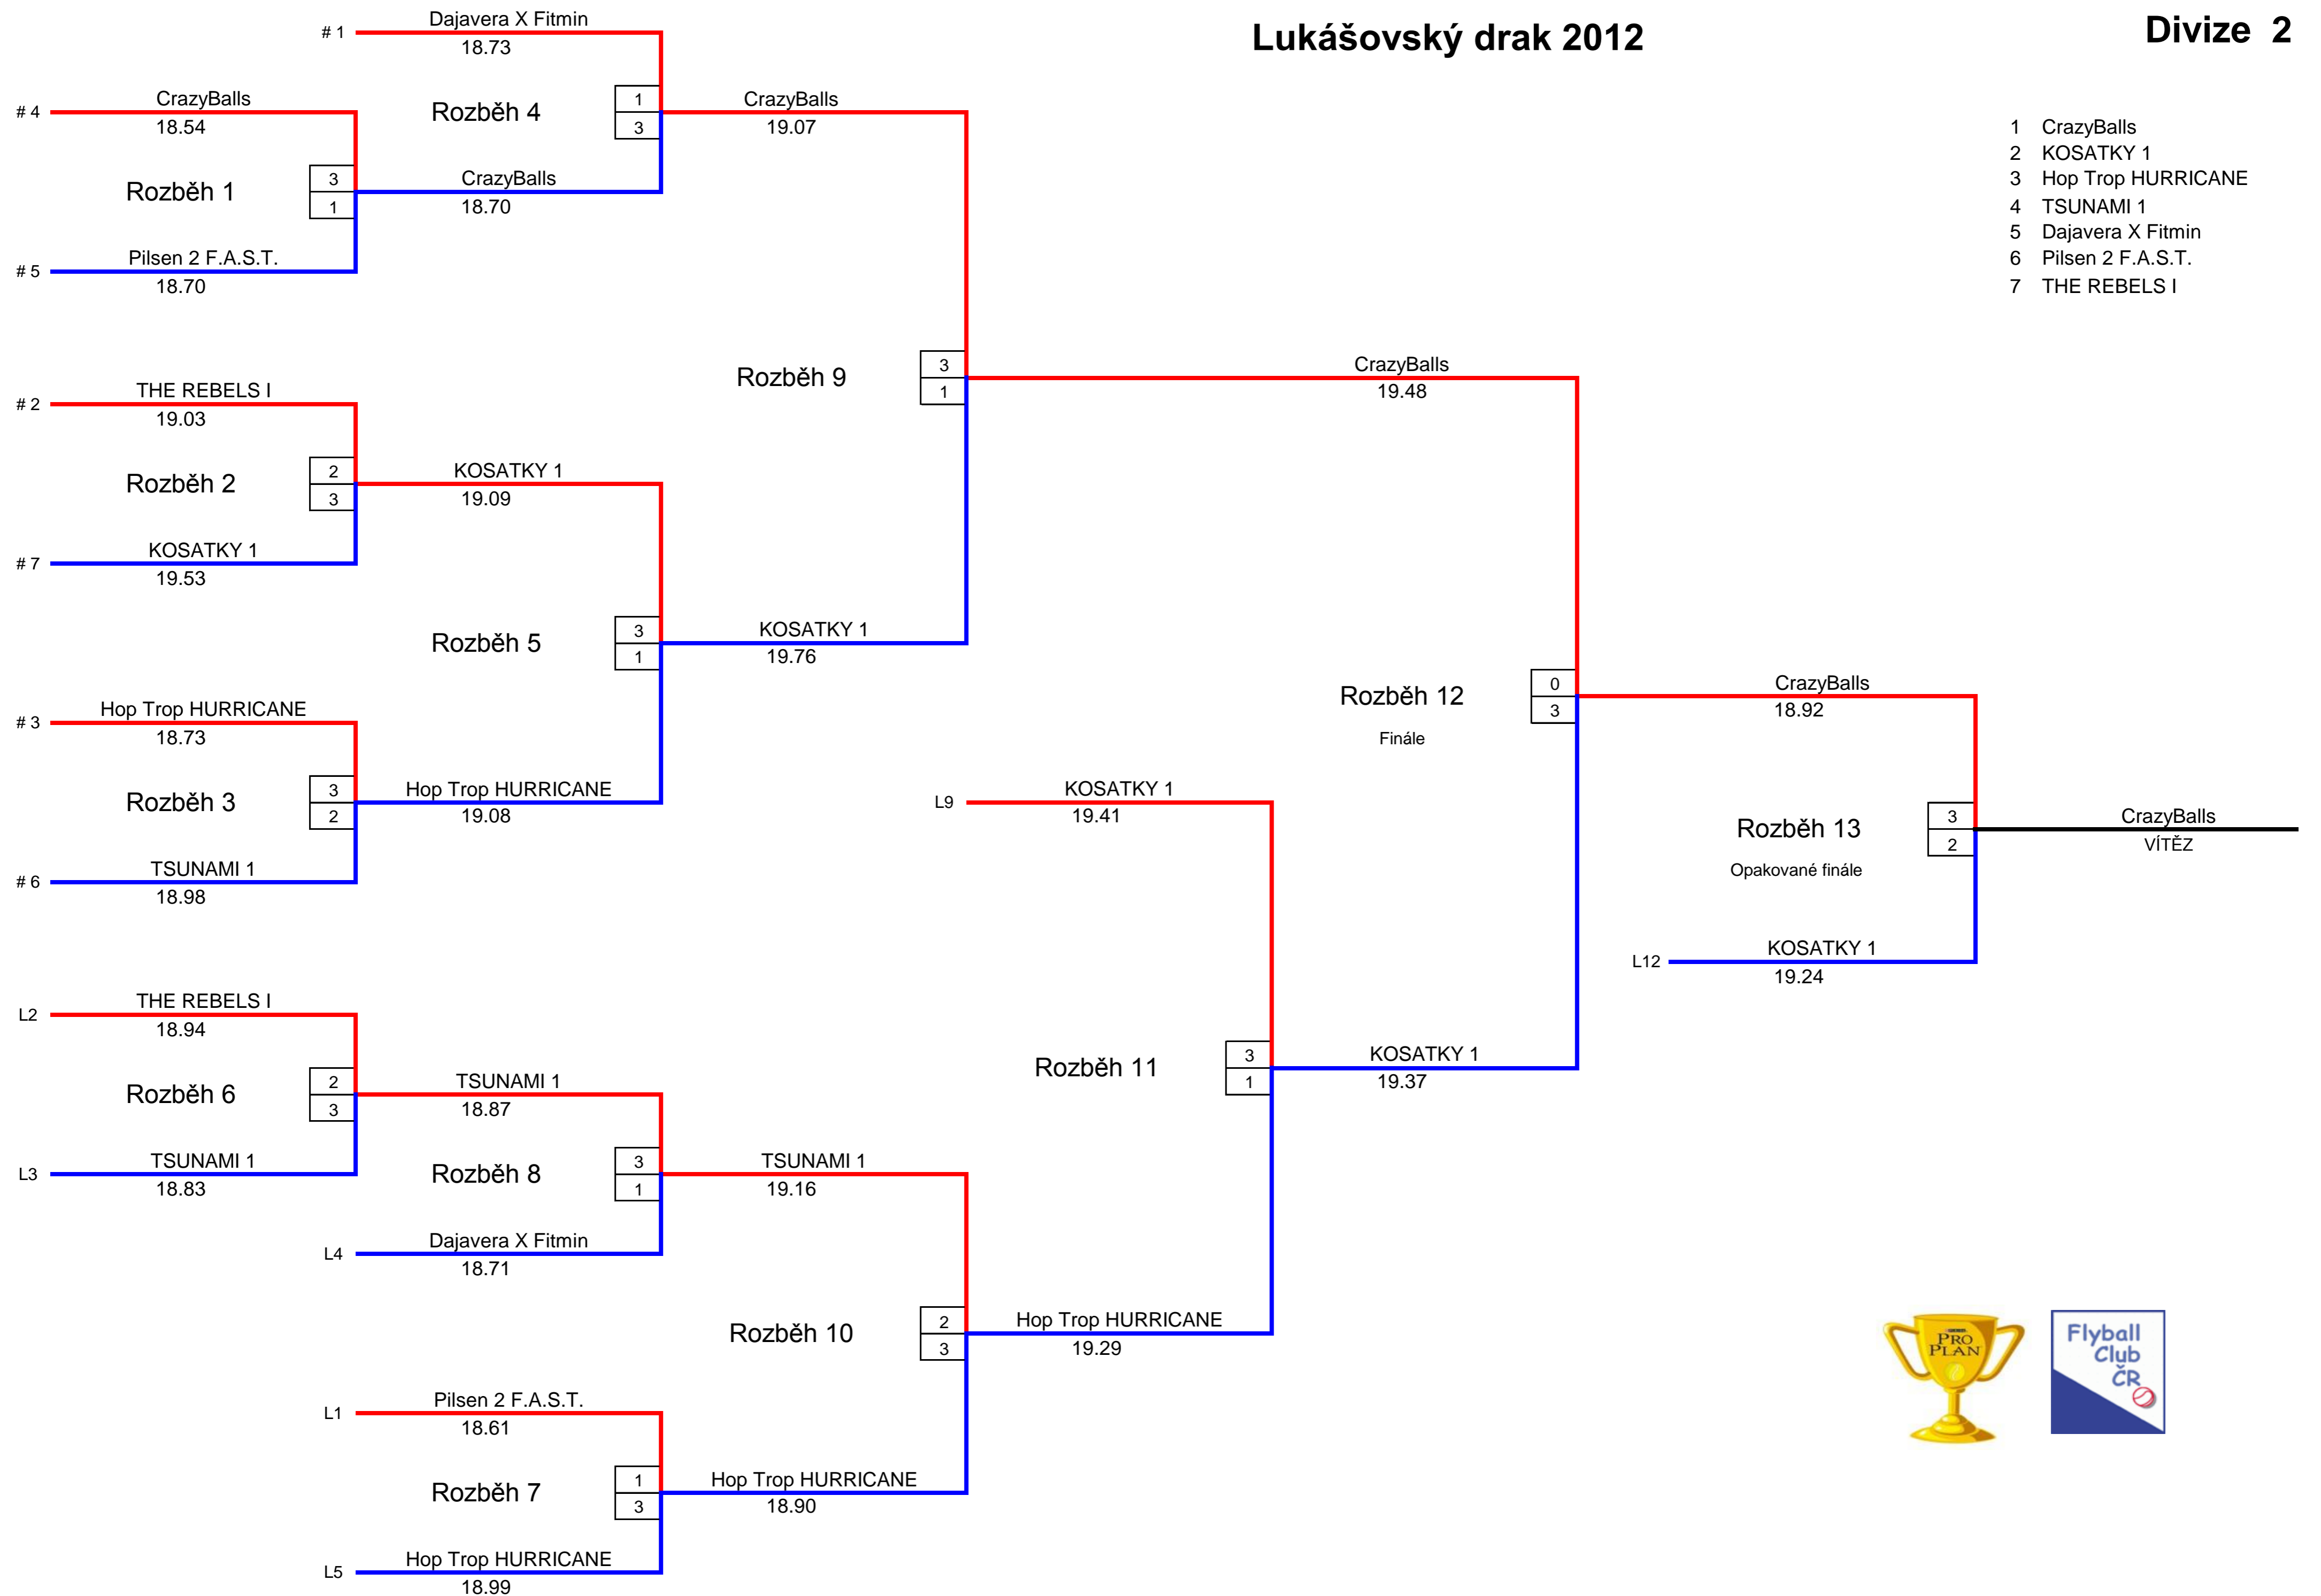 Lukášovský drak 2012
Divize 2
1 CrazyBalls
2 KOSATKY 1
3 Hop Trop HURRICANE
4 TSUNAMI 1
5 Dajavera X Fitmin
6 Pilsen 2 F.A.S.T.
7 THE REBELS I
# 1
Dajavera X Fitmin
18.73
# 4
CrazyBalls
18.54
Rozběh 4
1
3
CrazyBalls
19.07
Rozběh 1
3
1
CrazyBalls
18.70
# 5
Pilsen 2 F.A.S.T.
18.70
Rozběh 9
3
1
CrazyBalls
19.48
# 2
THE REBELS I
19.03
Rozběh 2
2
3
KOSATKY 1
19.09
# 7
KOSATKY 1
19.53
Rozběh 5
3
1
KOSATKY 1
19.76
# 3
Hop Trop HURRICANE
18.73
Rozběh 12
Finále
0
3
CrazyBalls
18.92
Rozběh 3
3
2
Hop Trop HURRICANE
19.08
L9
KOSATKY 1
19.41
Rozběh 13
Opakované finále
3
2
CrazyBalls
VÍTĚZ
# 6
TSUNAMI 1
18.98
L12
KOSATKY 1
19.24
L2
THE REBELS I
18.94
Rozběh 11
3
1
KOSATKY 1
19.37
Rozběh 6
2
3
TSUNAMI 1
18.87
L3
TSUNAMI 1
18.83
Rozběh 8
3
1
TSUNAMI 1
19.16
L4
Dajavera X Fitmin
18.71
Rozběh 10
2
3
Hop Trop HURRICANE
19.29
L1
Pilsen 2 F.A.S.T.
18.61
Rozběh 7
1
3
Hop Trop HURRICANE
18.90
L5
Hop Trop HURRICANE
18.99
PRO
PLAN
Flyball
Club
ČR